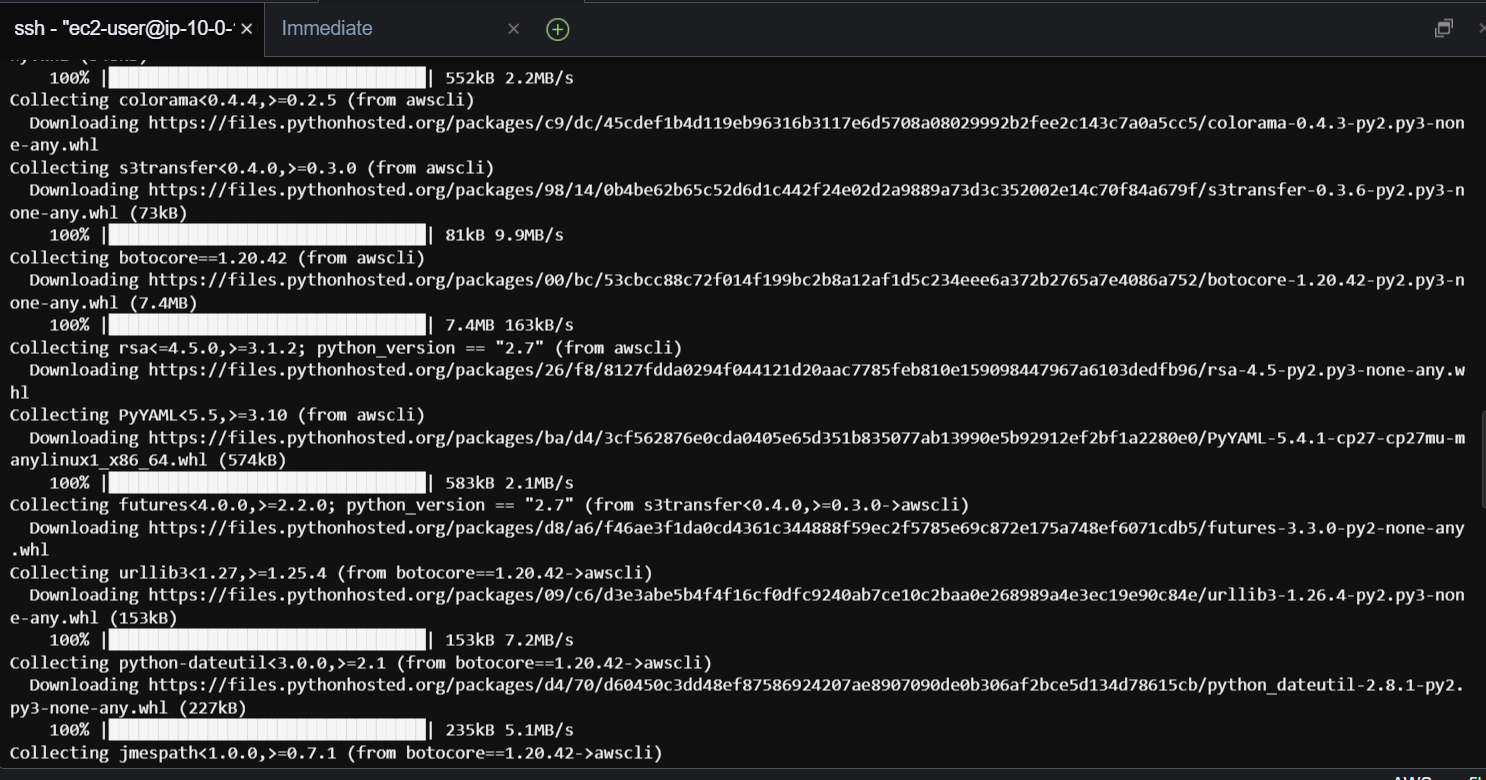 ssh - "ec2-user@ip-10-0-
Immediate
100% | | 552kB 2.2MB/s
Collecting colorama<0.4.4,>=0.2.5 (from awscli)
Downloading https://files.pythonhosted.org/packages/c9/dc/45cdef1b4d119eb96316b3117e6d5708a08029992b2fee2c143c7a0a5cc5/colorama-0.4.3-py2.py3-non
e-any.whl
Collecting s3transfer<0.4.0,>=0.3.0 (from awscli)
Downloading https://files.pythonhosted.org/packages/98/14/0b4be62b65c52d6d1c442f24e02d2a9889a73d3c352002e14c70f84a679f/s3transfer-0.3.6-py2.py3-n
one-any.whl (73kB)
100% | | 81kB 9.9MB/s
Collecting botocore==1.20.42 (from awscli)
Downloading https://files.pythonhosted.org/packages/00/bc/53cbcc88c72f014f199bc2b8a12af1d5c234eee6a372b2765a7e4086a752/botocore-1.20.42-py2.py3-n
one-any.whl (7.4MB)
100% | | 7.4MB 163kB/s
Collecting rsa<=4.5.0,>=3.1.2; python_version == "2.7" (from awscli)
Downloading https://files.pythonhosted.org/packages/26/f8/8127fdda0294f044121d20aac7785feb810e159098447967a6103dedfb96/rsa-4.5-py2.py3-none-any.w
hl
Collecting PyYAML<5.5,>=3.10 (from awscli)
Downloading https://files.pythonhosted.org/packages/ba/d4/3cf562876e0cda0405e65d351b835077ab13990e5b92912ef2bf1a2280e0/PyYAML-5.4.1-cp27-cp27mu-m
anylinux1_x86_64.whl (574kB)
100% | | 583kB 2.1MB/s
Collecting futures<4.0.0,>=2.2.0; python_version == "2.7" (from s3transfer<0.4.0,>=0.3.0->awscli)
Downloading https://files.pythonhosted.org/packages/d8/a6/f46ae3f1da0cd4361c344888f59ec2f5785e69c872e175a748ef6071cdb5/futures-3.3.0-py2-none-any
.whl
Collecting urllib3<1.27,>=1.25.4 (from botocore==1.20.42->awscli)
Downloading https://files.pythonhosted.org/packages/09/c6/d3e3abe5b4f4f16cf0dfc9240ab7ce10c2baa0e268989a4e3ec19e90c84e/urllib3-1.26.4-py2.py3-non
e-any.whl (153kB)
100% | | 153kB 7.2MB/s
Collecting python-dateutil<3.0.0,>=2.1 (from botocore==1.20.42->awscli)
Downloading https://files.pythonhosted.org/packages/d4/70/d60450c3dd48ef87586924207ae8907090de0b306af2bce5d134d78615cb/python_dateutil-2.8.1-py2.
py3-none-any.whl (227kB)
100% | | 235kB 5.1MB/s
Collecting jmespath<1.0.0,>=0.7.1 (from botocore==1.20.42->awscli)